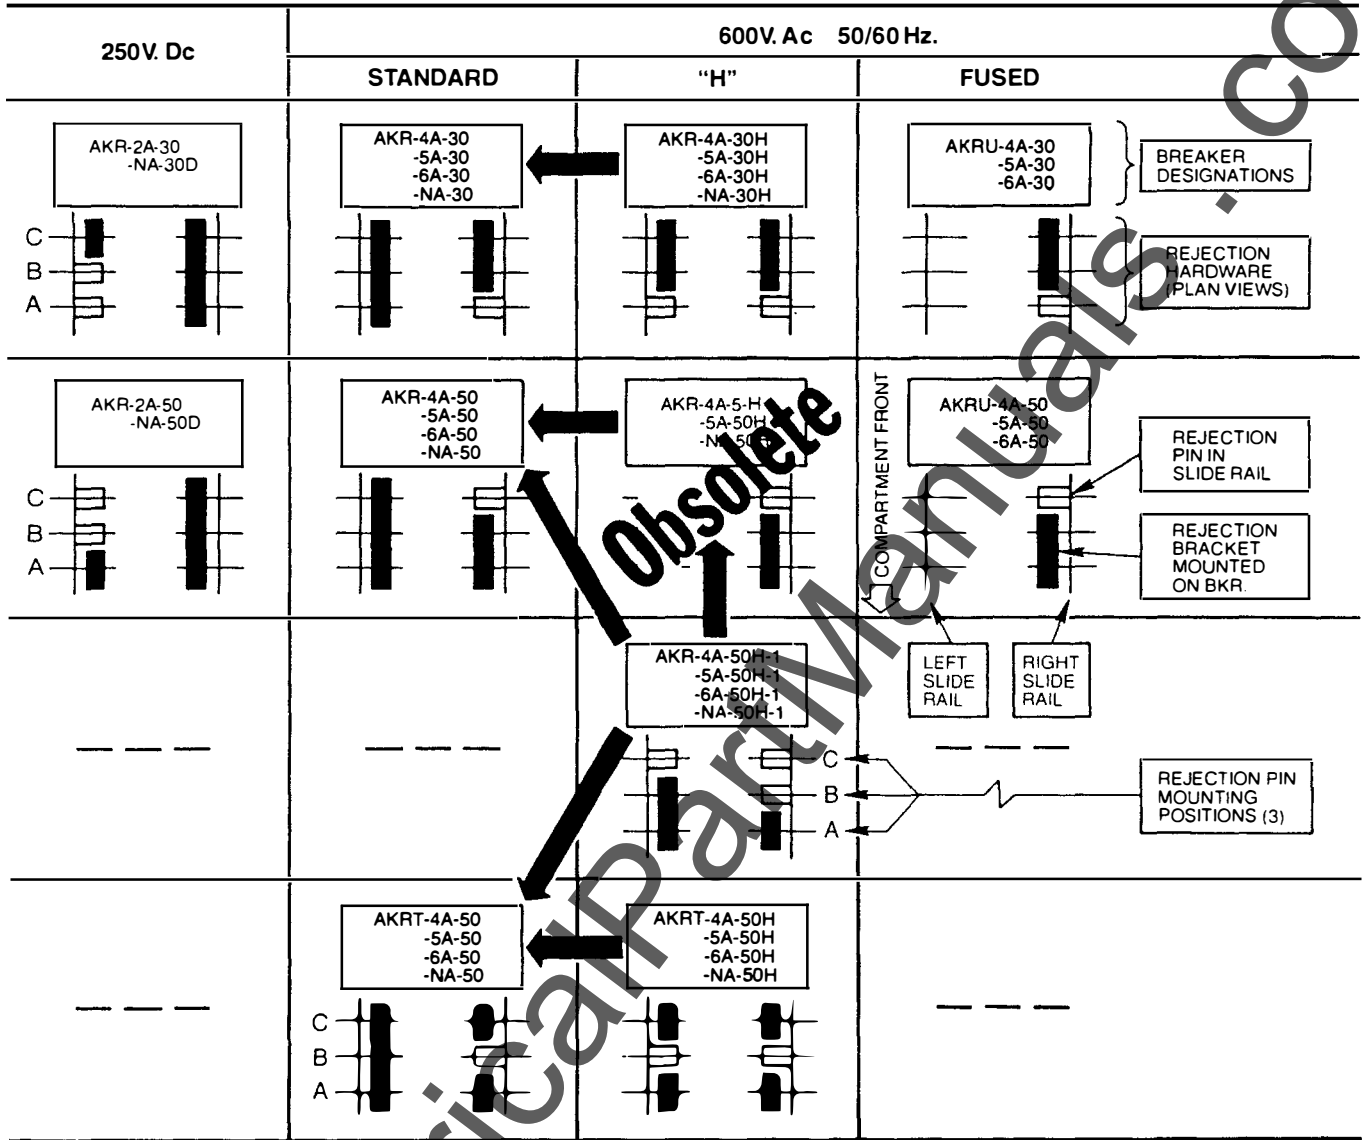 250V. Dc
600V. Ac 50/60 Hz.
STANDARD
“H”
FUSED
AKR-2A-30
-NA-30D
AKR-4A-30
-5A-30
-6A-30
-NA-30
AKR-4A-30H
-5A-30H
-6A-30H
-NA-30H
AKRU-4A-30
-5A-30
-6A-30
BREAKER
DESIGNATIONS
C
B
A
REJECTION
HARDWARE
(PLAN VIEWS)
AKR-2A-50
-NA-50D
AKR-4A-50
-5A-50
-6A-50
-NA-50
AKR-4A-5-H
-5A-50H
-NA-50H
Obsolete
COMPARTMENT FRONT
AKRU-4A-50
-5A-50
-6A-50
REJECTION
PIN IN
SLIDE RAIL
C
B
A
REJECTION
BRACKET
MOUNTED
ON BKR.
AKR-4A-50H-1
-5A-50H-1
-6A-50H-1
-NA-50H-1
LEFT
SLIDE
RAIL
RIGHT
SLIDE
RAIL
C
B
A
REJECTION PIN
MOUNTING
POSITIONS (3)
AKRT-4A-50
-5A-50
-6A-50
-NA-50
AKRT-4A-50H
-5A-50H
-6A-50H
-NA-50H
C
B
A
icalPartManuals.co